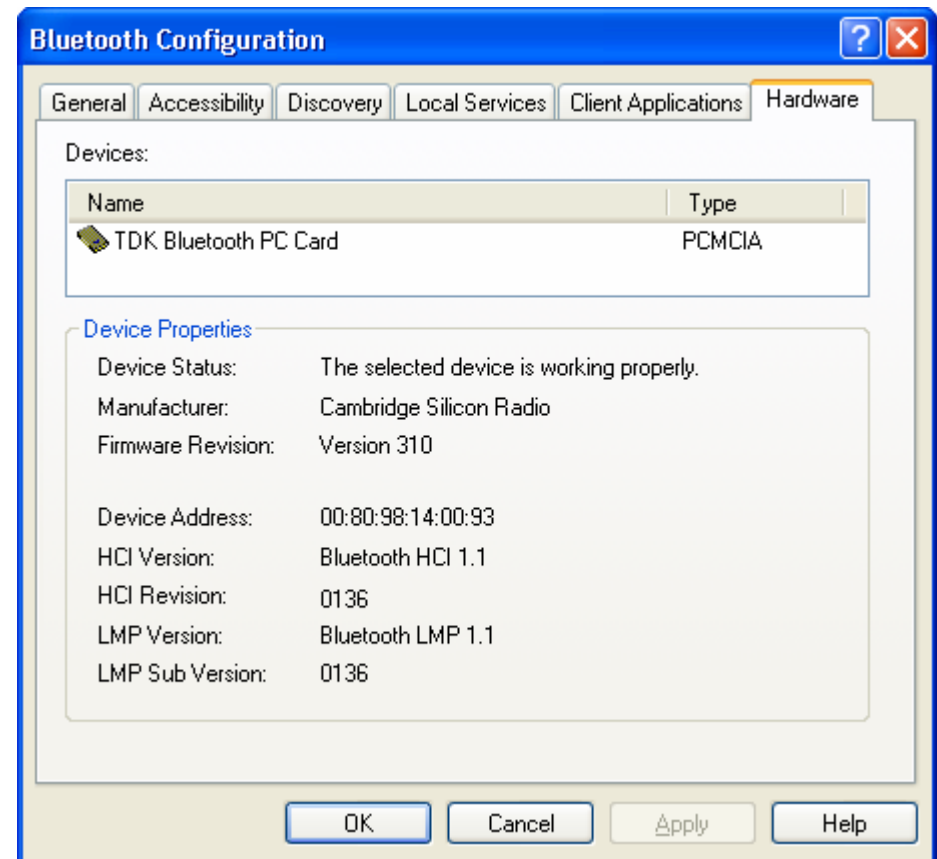 Bluetooth Configuration
?
General Accessibility Discovery Local Services Client Applications Hardware
Devices:
Name Type
TDK Bluetooth PC Card PCMCIA
Device Properties
Device Status: The selected device is working properly.
Manufacturer: Cambridge Silicon Radio
Firmware Revision: Version 310
Device Address: 00:80:98:14:00:93
HCI Version: Bluetooth HCI 1.1
HCI Revision: 0136
LMP Version: Bluetooth LMP 1.1
LMP Sub Version: 0136
OK Cancel Apply Help